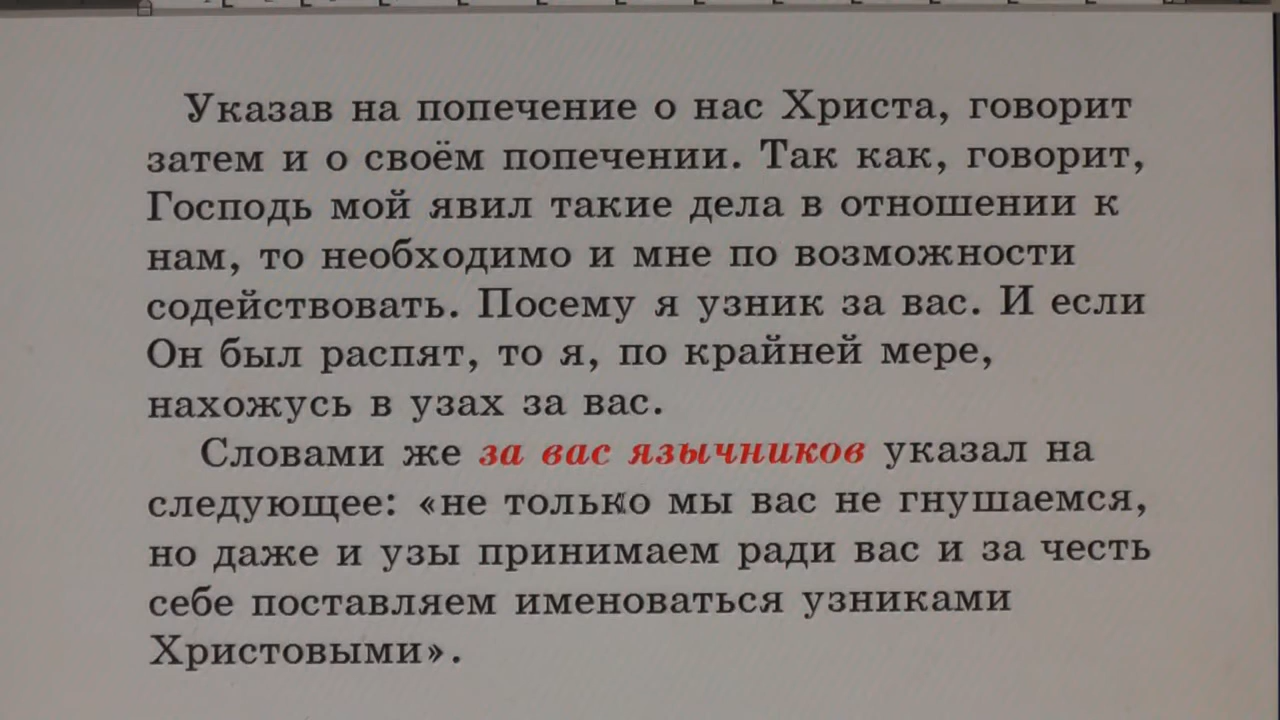 Указав на попечение о нас Христа, говорит
затем и о своём попечении. Так как, говорит,
Господь мой явил такие дела в отношении к
нам, то необходимо и мне по возможности
содействовать. Посему я узник за вас. И если
Он был распят, то я, по крайней мере,
нахожусь в узах за вас.
Словами же за вас язычников указал на
следующее: «не только мы вас не гнушаемся,
но даже и узы принимаем ради вас и за честь
себе поставляем именоваться узниками
Христовыми».